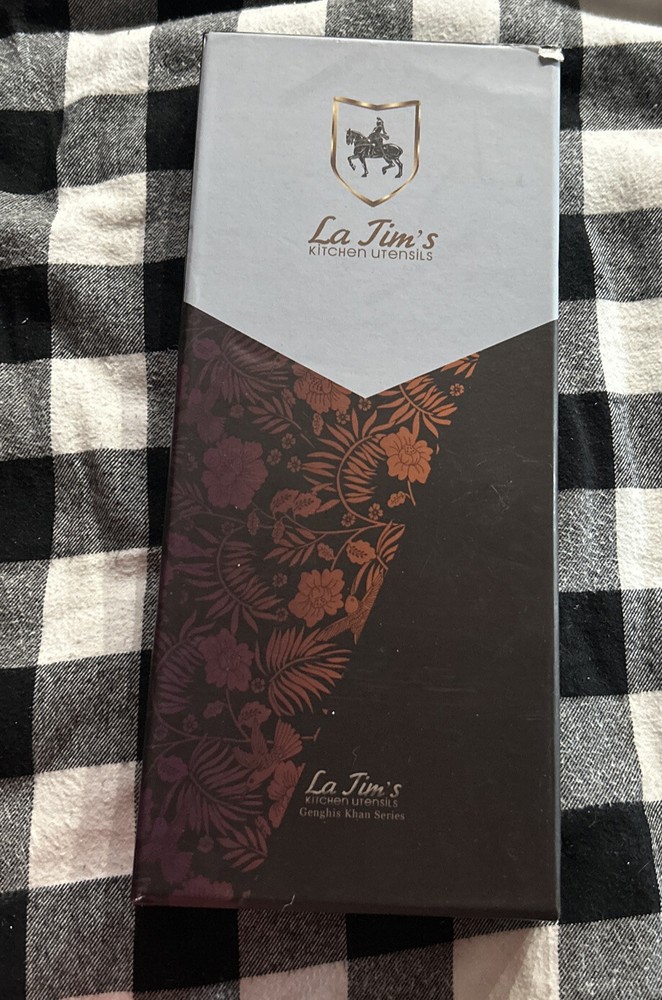 La Tim's
KITCHEN UTENSILS
La Tim's
KITCHEN UTENSILS
Genghis Khan Series